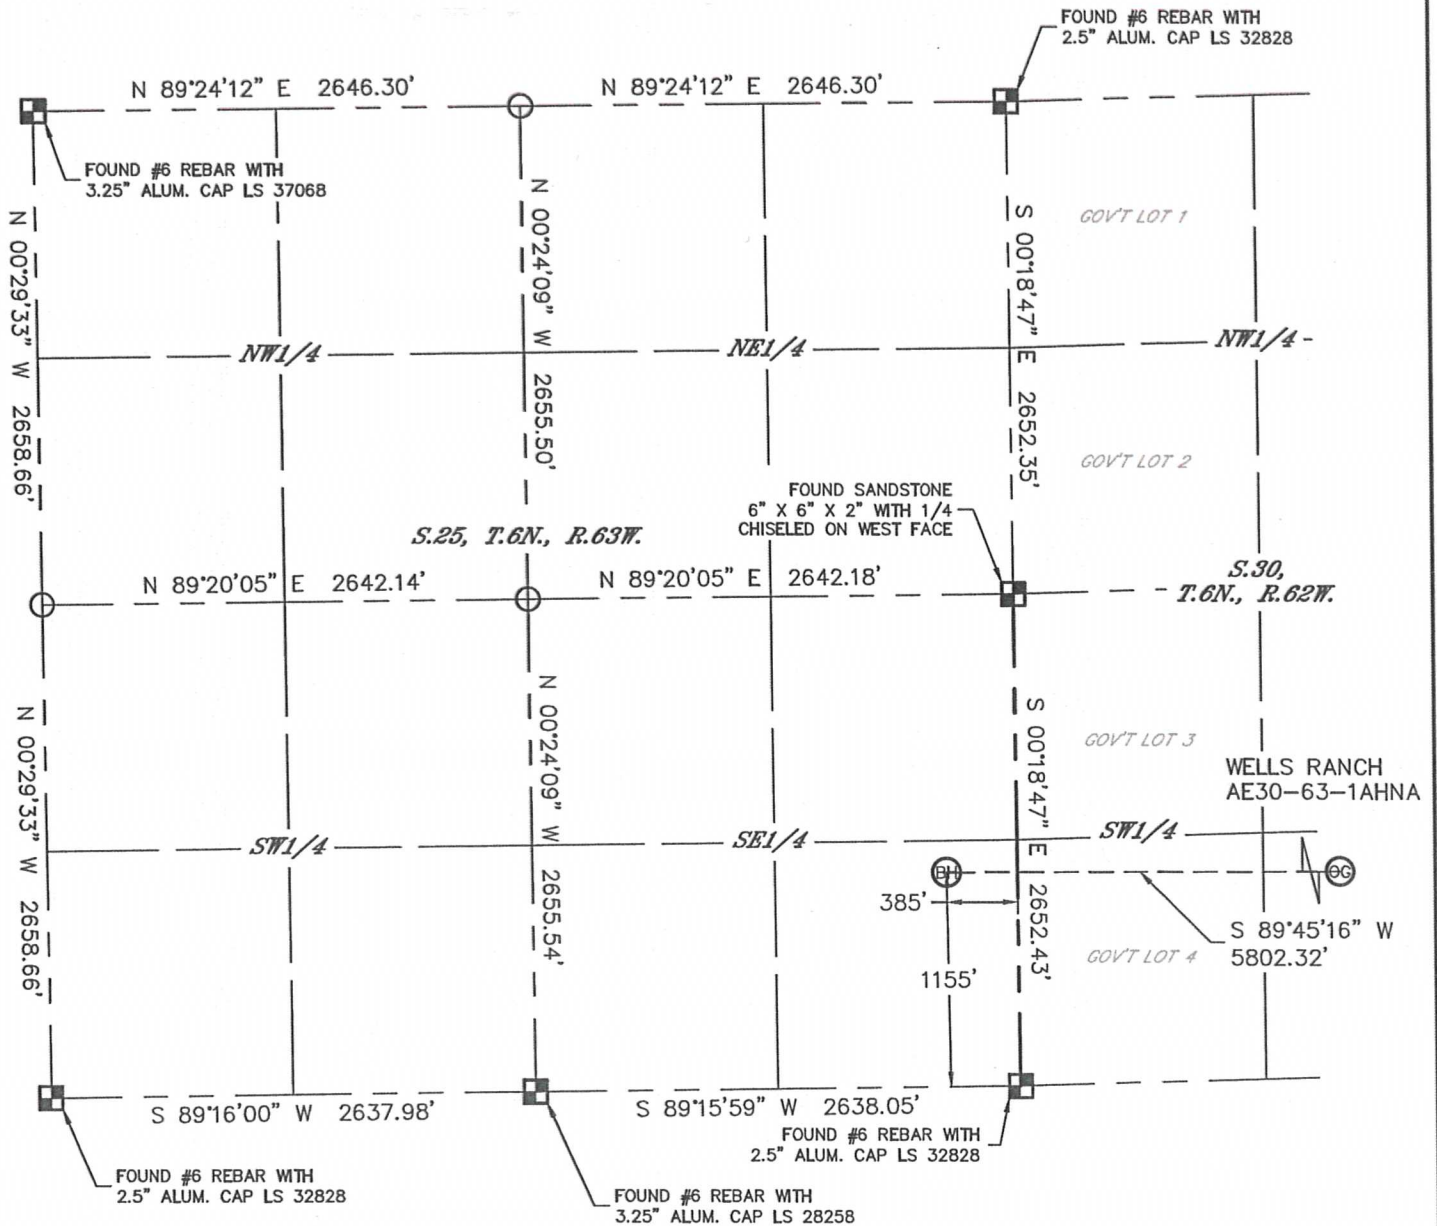 FOUND #6 REBAR WITH
2.5" ALUM. CAP LS 32828
N 89°24'12" E 2646.30'
N 89°24'12" E 2646.30'
FOUND #6 REBAR WITH
3.25" ALUM. CAP LS 37068
N 00°29'33" W 2658.66'
N 00°24'09" W 2655.50'
S 00°18'47" E 2652.35'
GOV'T LOT 1
NW1/4
NE1/4
NW1/4
GOV'T LOT 2
FOUND SANDSTONE
6" X 6" X 2" WITH 1/4
CHISELED ON WEST FACE
S.25, T.6N., R.63W.
S.30,
T.6N., R.62W.
N 89°20'05" E 2642.14'
N 89°20'05" E 2642.18'
N 00°29'33" W 2658.66'
N 00°24'09" W 2655.54'
S 00°18'47" E 2652.43'
GOV'T LOT 3
WELLS RANCH
AE30-63-1AHNA
SW1/4
SE1/4
SW1/4
BH
OG
385'
S 89°45'16" W
5802.32'
GOV'T LOT 4
1155'
S 89°16'00" W 2637.98'
S 89°15'59" W 2638.05'
FOUND #6 REBAR WITH
2.5" ALUM. CAP LS 32828
FOUND #6 REBAR WITH
2.5" ALUM. CAP LS 32828
FOUND #6 REBAR WITH
3.25" ALUM. CAP LS 28258